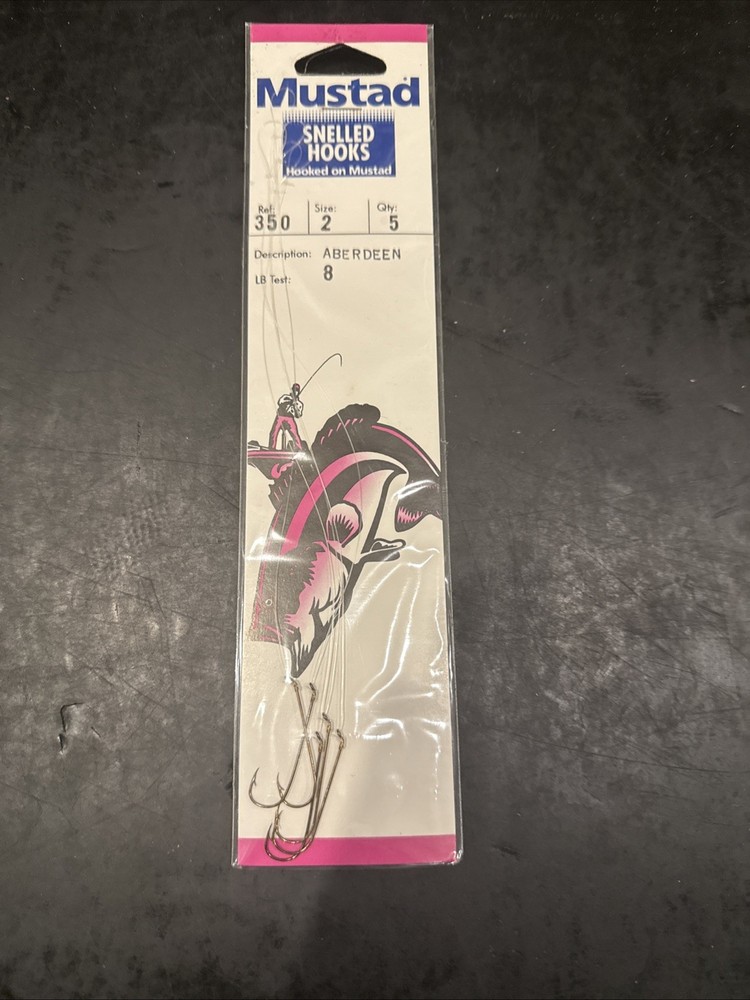 Mustad
SNELLED
HOOKS
Hooked on Mustad
Ref: Size: Qty:
350 2 5
Description: ABERDEEN
LB Test: 8